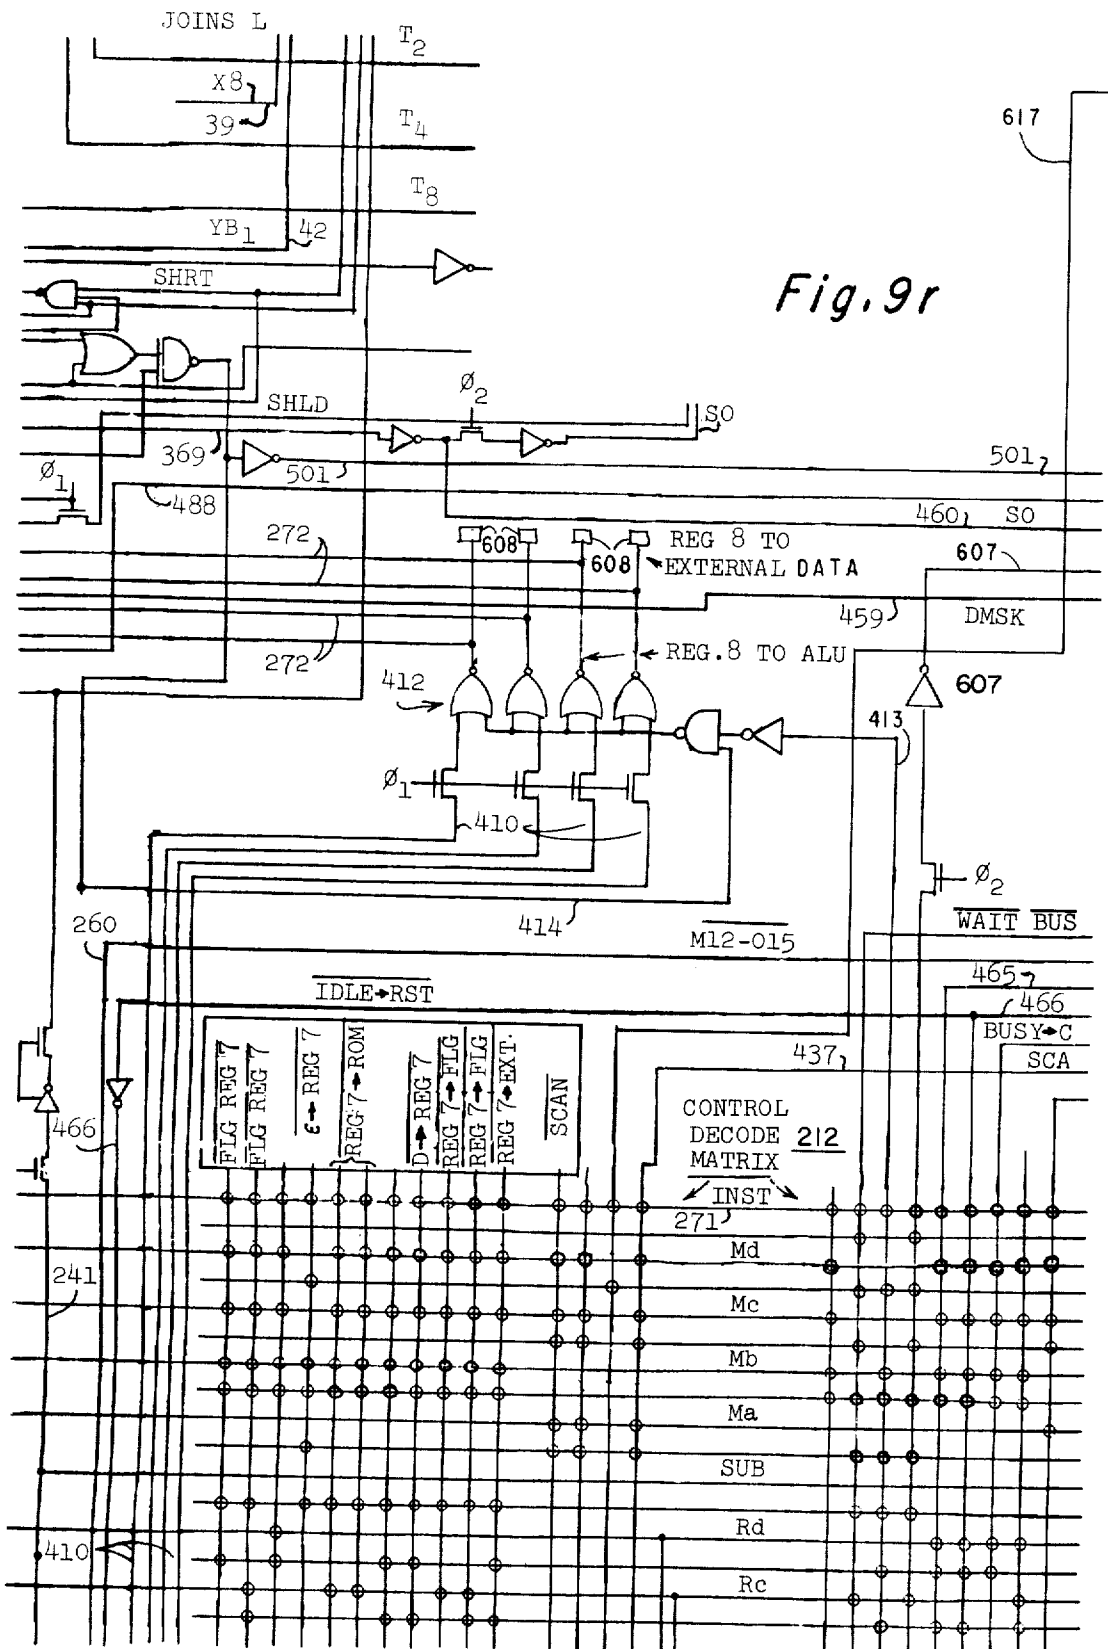 JOINS L
T2
X8
39
T4
617
T8
YB1
42
SHRT
Fig.9r
Ø2
SHLD
SO
369
501
501
Ø1
488
460 SO
272
608
608
REG 8 TO
EXTERNAL DATA
607
459
DMSK
272
REG.8 TO ALU
412
607
413
Ø1
410
Ø2
414
260
M12-015
WAIT BUS
465
IDLE→RST
466
BUSY→C
437
SCA
FLG REG 7
FLG REG 7
ε→REG 7
REG 7→ROM
D→REG 7
REG 7→FLG
REG 7→FLG
REG 7→EXT.
SCAN
466
CONTROL
DECODE 212
MATRIX
INST
271
Md
241
Mc
Mb
Ma
SUB
Rd
410
Rc